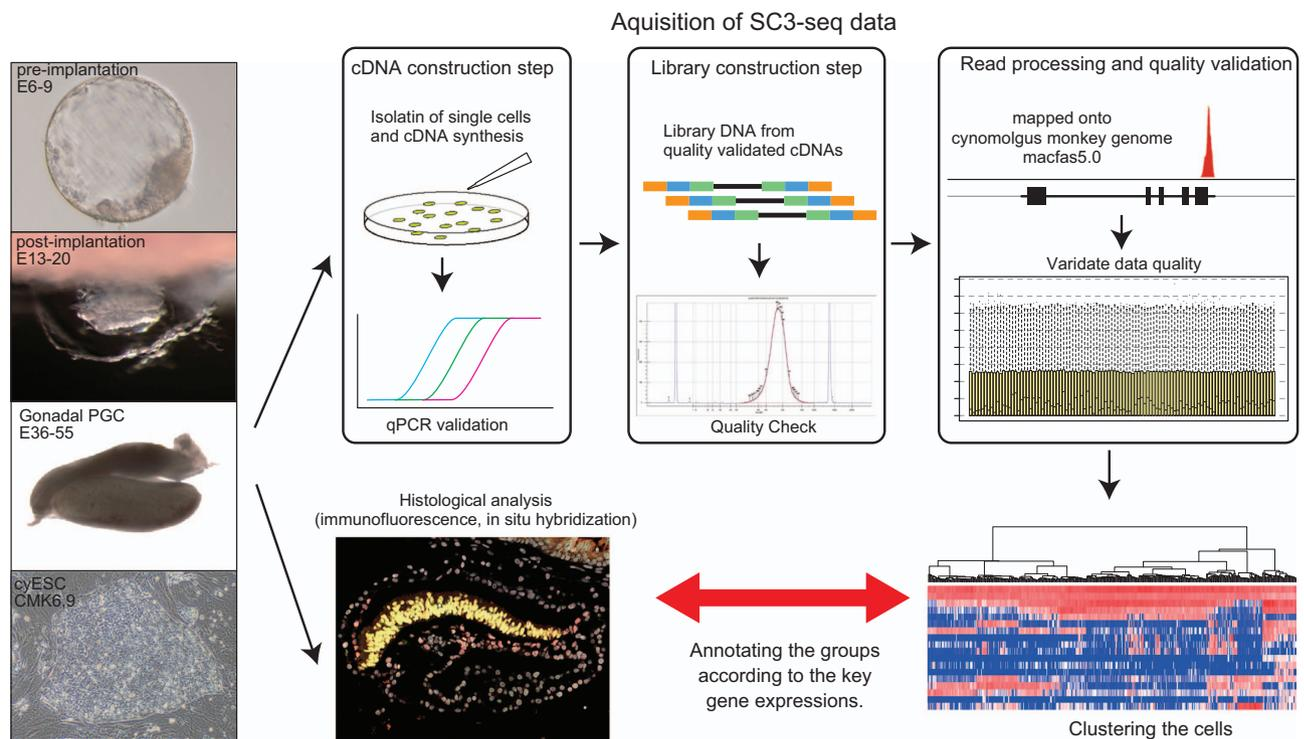 Aquisition of SC3-seq data
pre-implantation
E6-9
post-implantation
E13-20
Gonadal PGC
E36-55
cyESC
CMK6,9
cDNA construction step
Isolatin of single cells
and cDNA synthesis
qPCR validation
Library construction step
Library DNA from
quality validated cDNAs
Quality Check
Read processing and quality validation
mapped onto
cynomolgus monkey genome
macfas5.0
Varidate data quality
Histological analysis
(immunofluorescence, in situ hybridization)
Annotating the groups
according to the key
gene expressions.
Clustering the cells